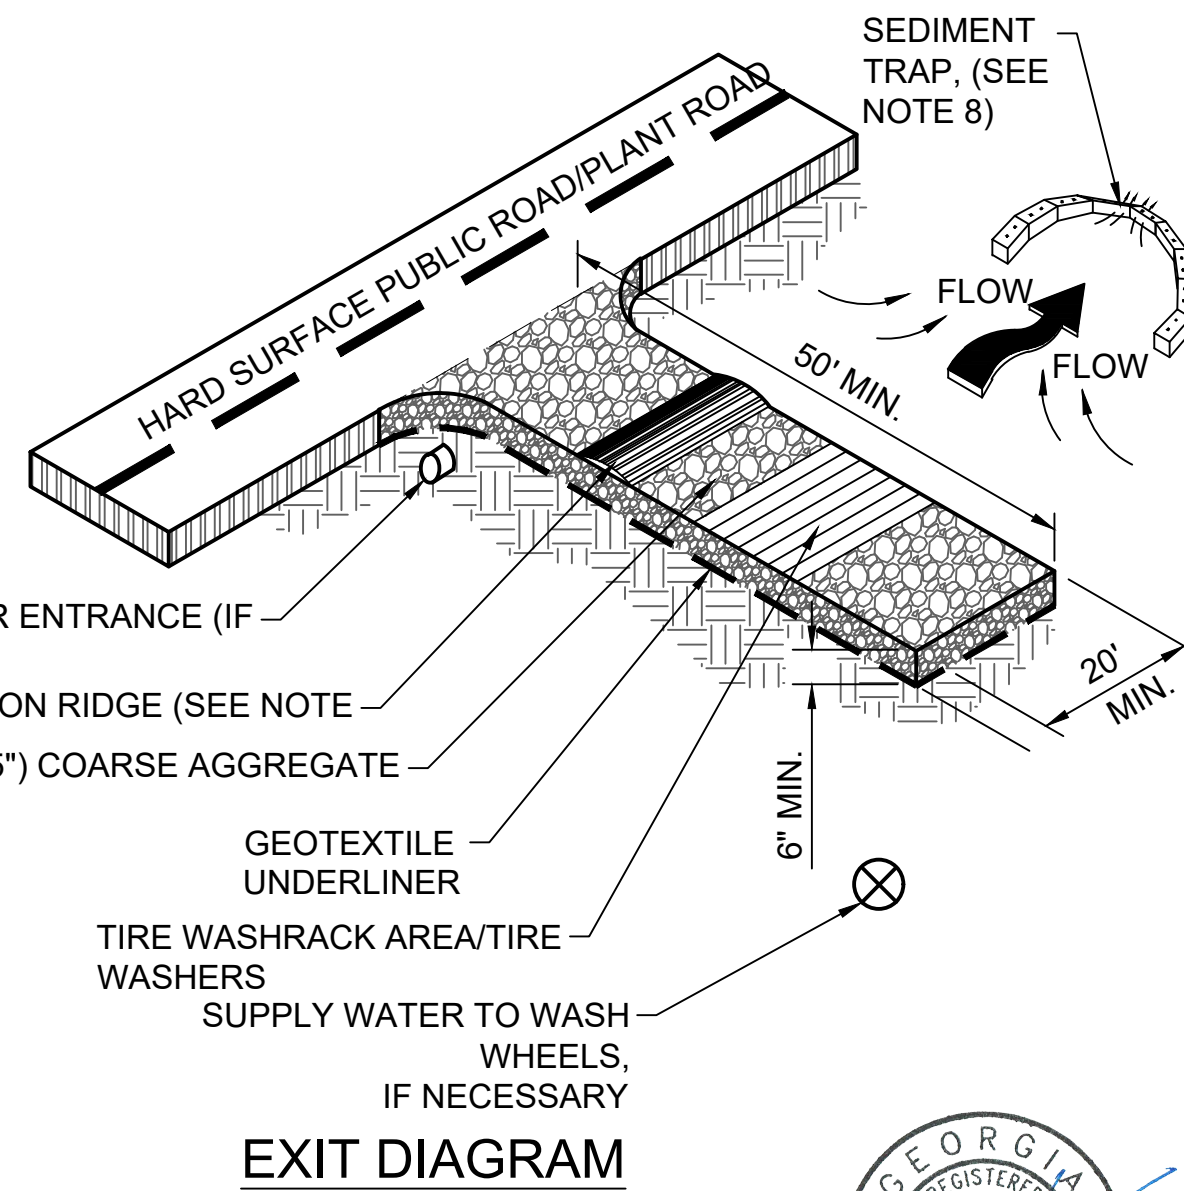 SEDIMENT
TRAP, (SEE
NOTE 8)
HARD SURFACE PUBLIC ROAD/PLANT ROAD
FLOW
FLOW
50' MIN.
20'
MIN.
6" MIN.
R ENTRANCE (IF
ON RIDGE (SEE NOTE
5") COARSE AGGREGATE
GEOTEXTILE
UNDERLINER
TIRE WASHRACK AREA/TIRE
WASHERS
SUPPLY WATER TO WASH
WHEELS,
IF NECESSARY
EXIT DIAGRAM
GEORGIA
REGISTERED